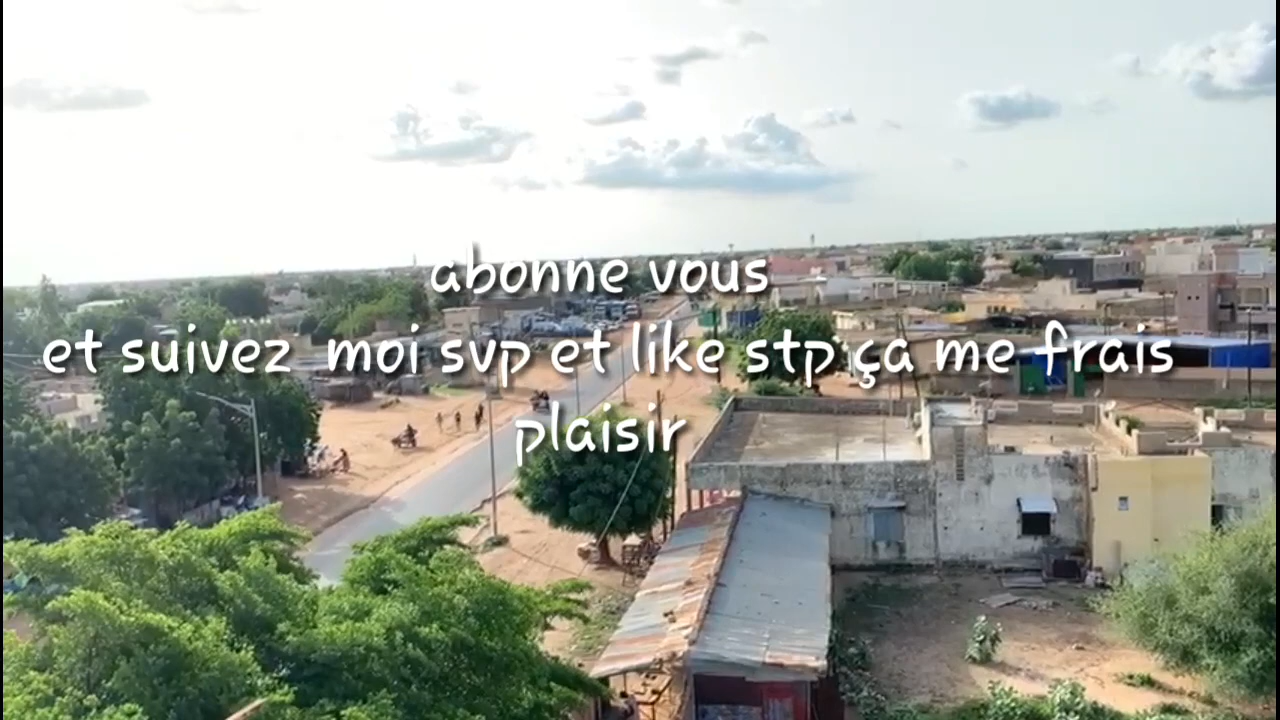 abonne vous
et suivez moi svp et like stp ça me frais
plaisir